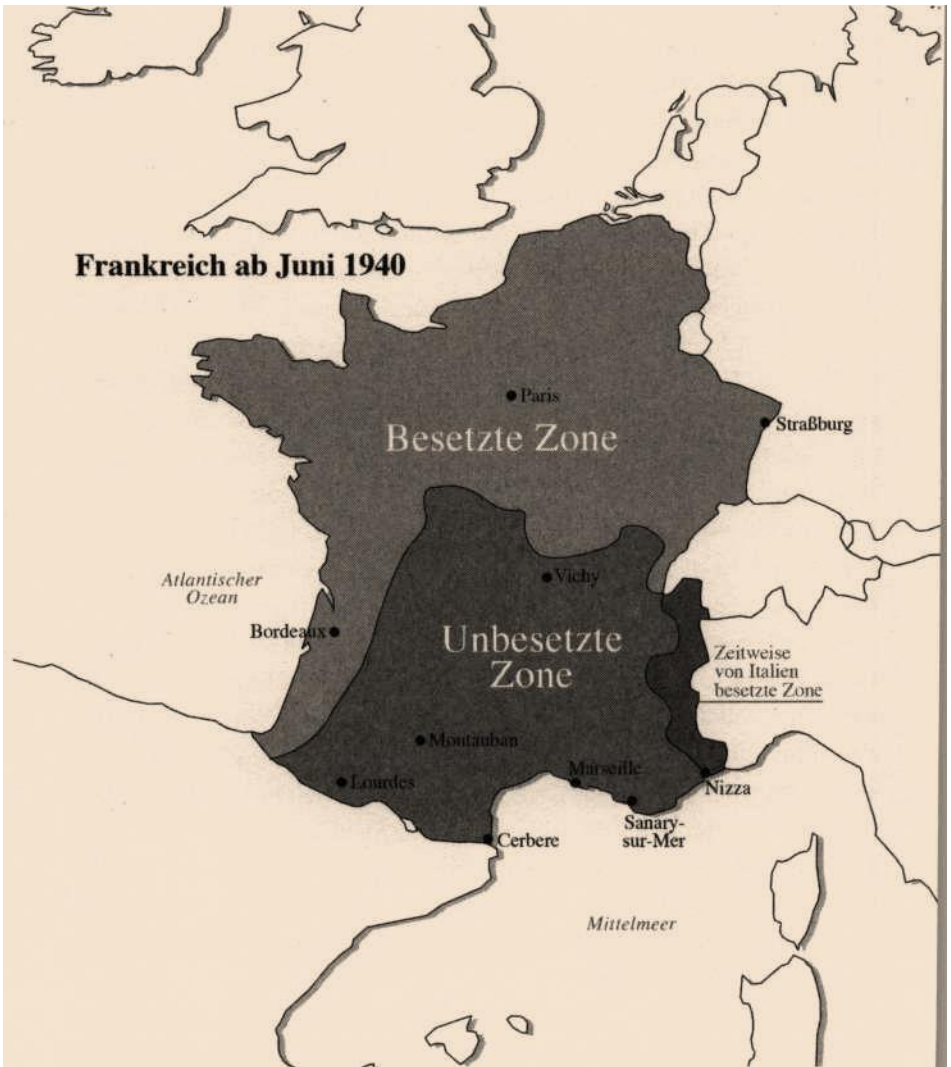 Frankreich ab Juni 1940
Paris
Straßburg
Besetzte Zone
Atlantischer
Ozean
Vichy
Bordeaux
Unbesetzte
Zone
Zeitweise
von Italien
besetzte Zone
Montauban
Lourdes
Marseille
Nizza
Sanary-
sur-Mer
Cerbere
Mittelmeer